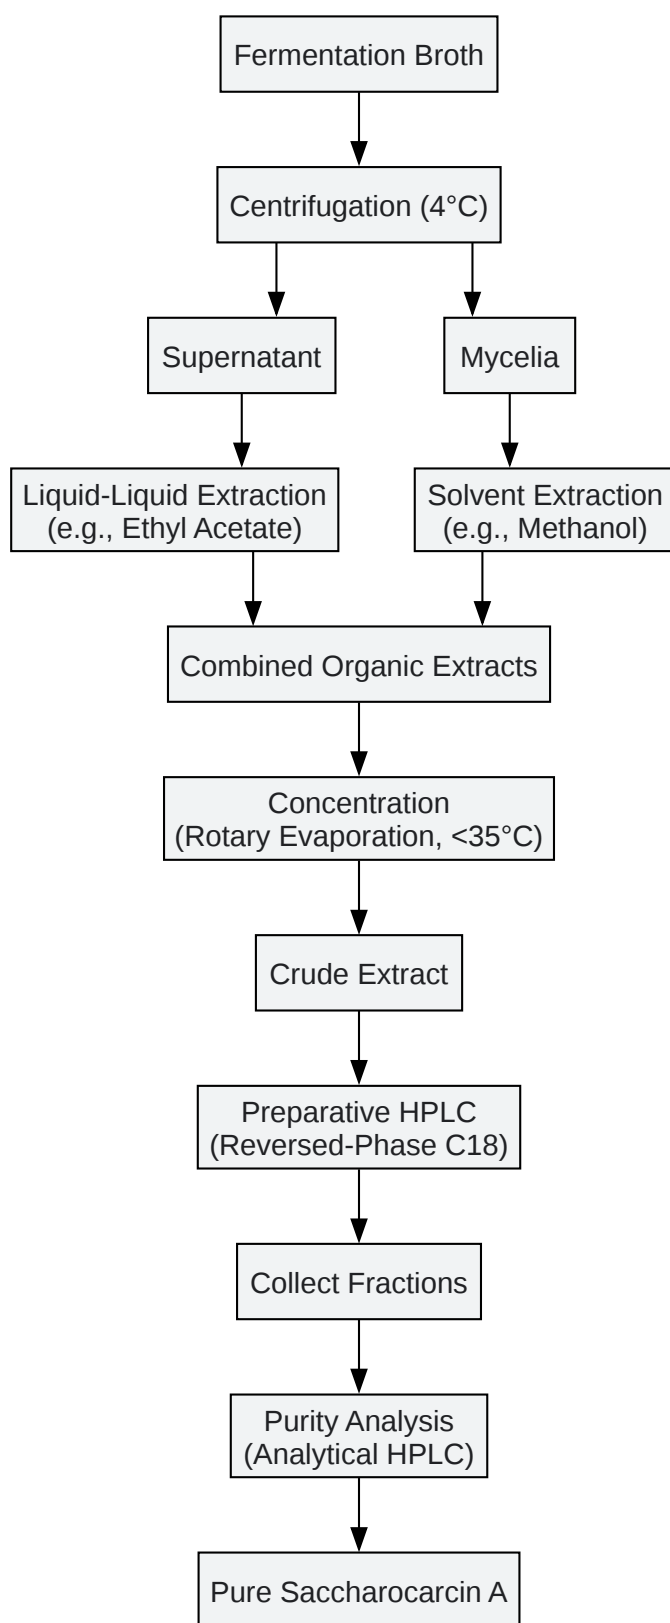 Fermentation Broth
Centrifugation (4°C)
Supernatant
Mycelia
Liquid-Liquid Extraction
(e.g., Ethyl Acetate)
Solvent Extraction
(e.g., Methanol)
Combined Organic Extracts
Concentration
(Rotary Evaporation, <35°C)
Crude Extract
Preparative HPLC
(Reversed-Phase C18)
Collect Fractions
Purity Analysis
(Analytical HPLC)
Pure Saccharocarcin A